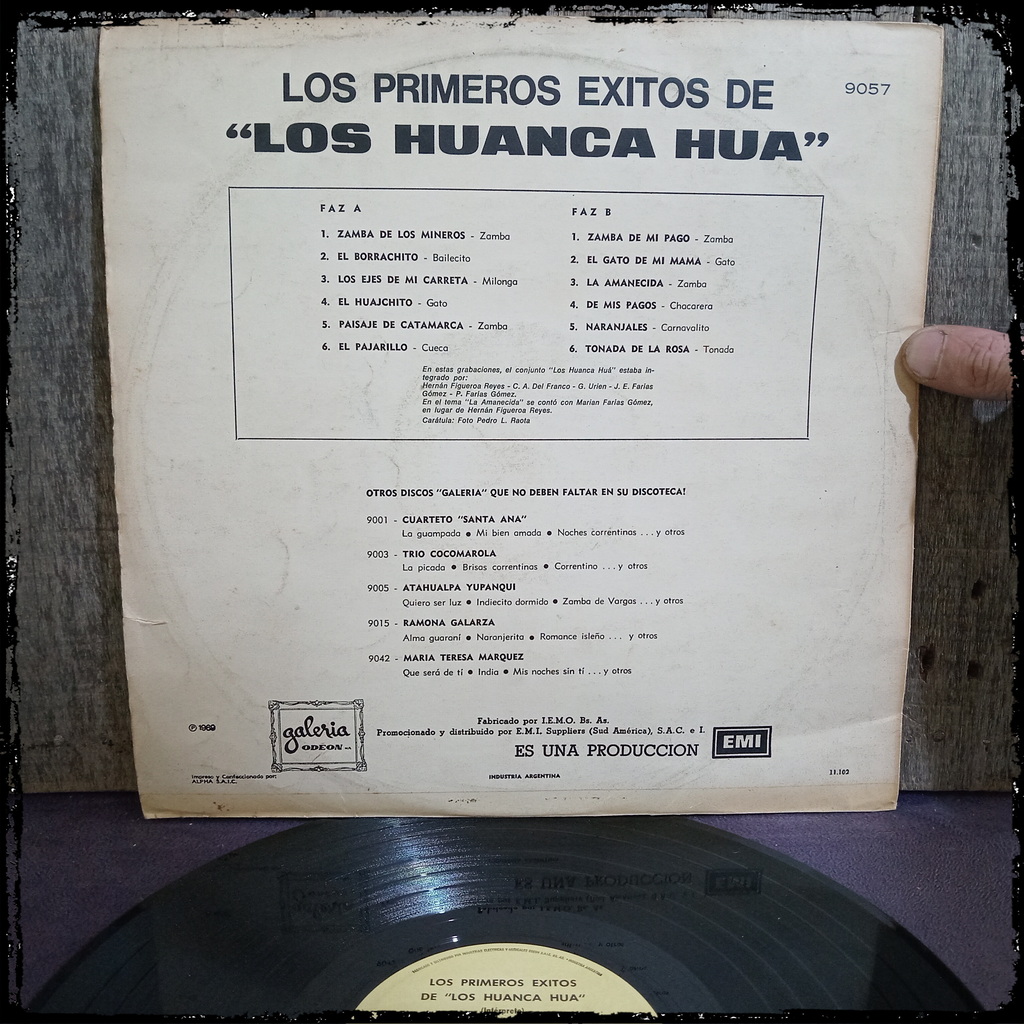 LOS PRIMEROS EXITOS DE
9057
“LOS HUANCA HUA”
FAZ A
1. ZAMBA DE LOS MINEROS - Zamba
2. EL BORRACHITO - Bailecito
3. LOS EJES DE MI CARRETA - Milonga
4. EL HUAJCHITO - Gato
5. PAISAJE DE CATAMARCA - Zamba
6. EL PAJARILLO - Cueca
FAZ B
1. ZAMBA DE MI PAGO - Zamba
2. EL GATO DE MI MAMA - Gato
3. LA AMANECIDA - Zamba
4. DE MIS PAGOS - Chacarera
5. NARANJALES - Carnavalito
6. TONADA DE LA ROSA - Tonada
En estas grabaciones, el conjunto "Los Huanca Huá" estaba in-
tegrado por:
Hernán Figueroa Reyes - C. A. Del Franco - G. Urien - J. E. Farías
Gómez - P. Farías Gómez.
En el tema "La Amanecida" se contó con Marian Farías Gómez,
en lugar de Hernán Figueroa Reyes.
Carátula: Foto Pedro L. Raota
OTROS DISCOS "GALERIA" QUE NO DEBEN FALTAR EN SU DISCOTECA!
9001 - CUARTETO "SANTA ANA"
La guampada ● Mi bien amada ● Noches correntinas ... y otros
9003 - TRIO COCOMAROLA
La picada ● Brisas correntinas ● Correntino ... y otros
9005 - ATAHUALPA YUPANQUI
Quiero ser luz ● Indiecito dormido ● Zamba de Vargas ... y otros
9015 - RAMONA GALARZA
Alma guaraní ● Naranjerita ● Romance isleño ... y otros
9042 - MARIA TERESA MARQUEZ
Que será de tí ● India ● Mis noches sin tí ... y otros
℗ 1969
galeria
ODEON
Fabricado por I.E.M.O. Bs. As.
Promocionado y distribuido por E.M.I. Suppliers (Sud América), S.A.C. e I.
ES UNA PRODUCCION EMI
Impreso y Confeccionado por:
ALPHA S.A.I.C.
INDUSTRIA ARGENTINA
11.102
LOS PRIMEROS EXITOS
DE "LOS HUANCA HUA"
(Intérprete)